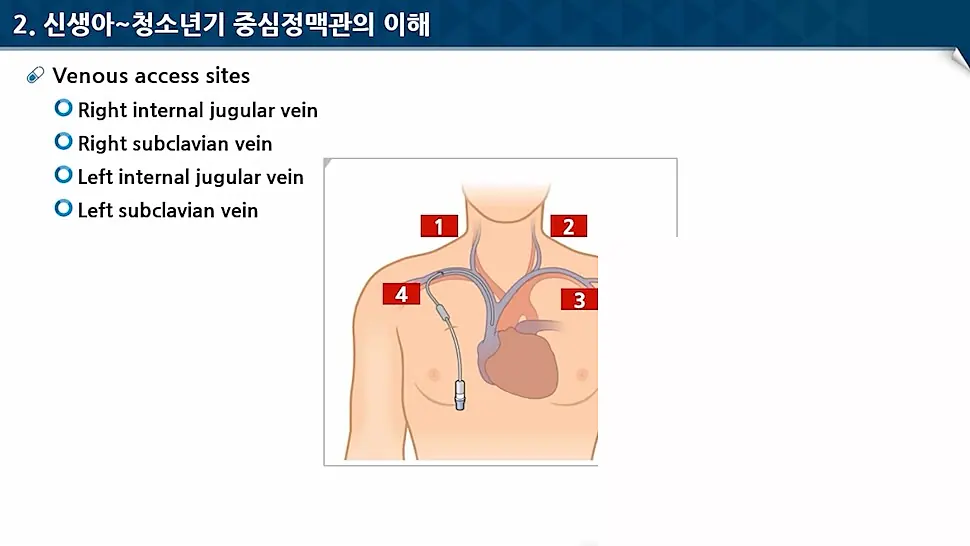 2. 신생아~청소년기 중심정맥관의 이해
Venous access sites
Right internal jugular vein
Right subclavian vein
Left internal jugular vein
Left subclavian vein
1
2
4
3